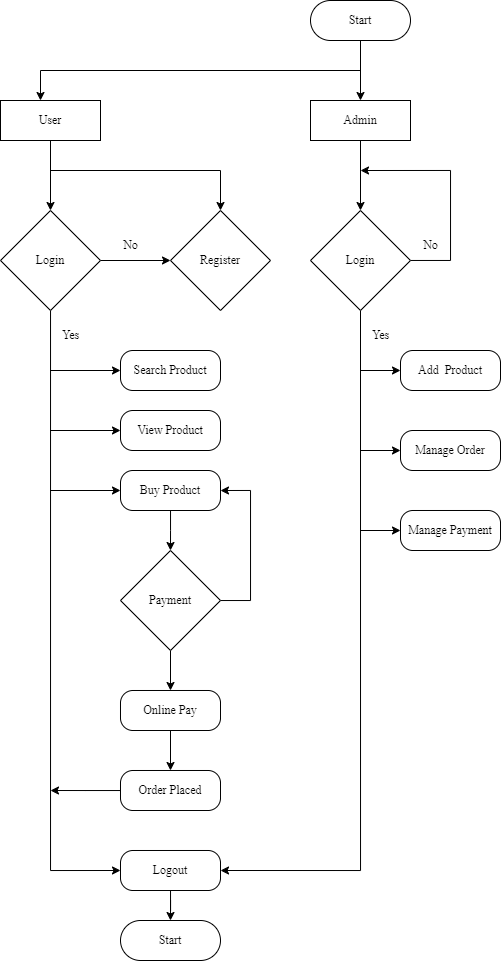 Start
User
Admin
Login
No
Register
Login
No
Yes
Yes
Search Product
Add Product
View Product
Manage Order
Buy Product
Manage Payment
Payment
Online Pay
Order Placed
Logout
Start